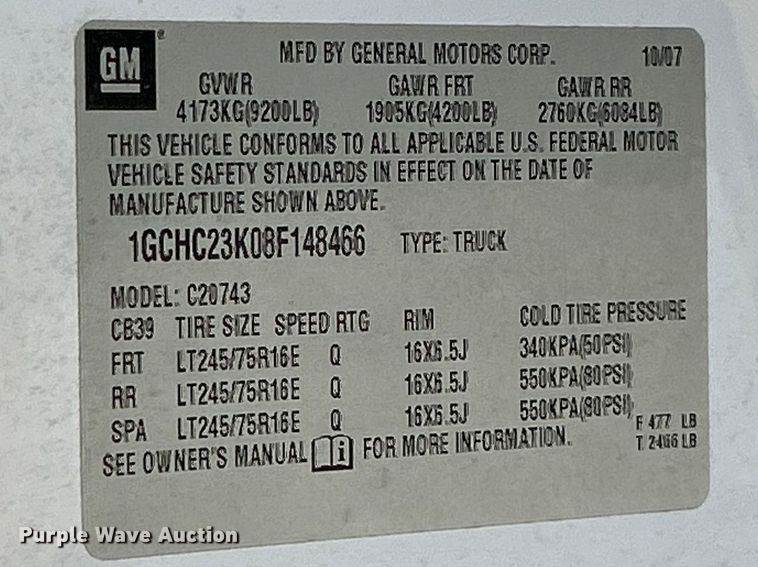 GM®
MFD BY GENERAL MOTORS CORP. 10/07
GVWR GAWR FRT GAWR RR
4173KG(9200LB) 1905KG(4200LB) 2760KG(6084LB)
THIS VEHICLE CONFORMS TO ALL APPLICABLE U.S. FEDERAL MOTOR
VEHICLE SAFETY STANDARDS IN EFFECT ON THE DATE OF
MANUFACTURE SHOWN ABOVE.
1GCHC23K08F148466 TYPE: TRUCK
MODEL: C20743
CB39 TIRE SIZE SPEED RTG RIM COLD TIRE PRESSURE
FRT LT245/75R16E Q 16X6.5J 340KPA(50PSI)
RR LT245/75R16E Q 16X6.5J 550KPA(80PSI)
SPA LT245/75R16E Q 16X6.5J 550KPA(80PSI)
F 477 LB
SEE OWNER'S MANUAL i FOR MORE INFORMATION. T 2466 LB
Purple Wave Auction